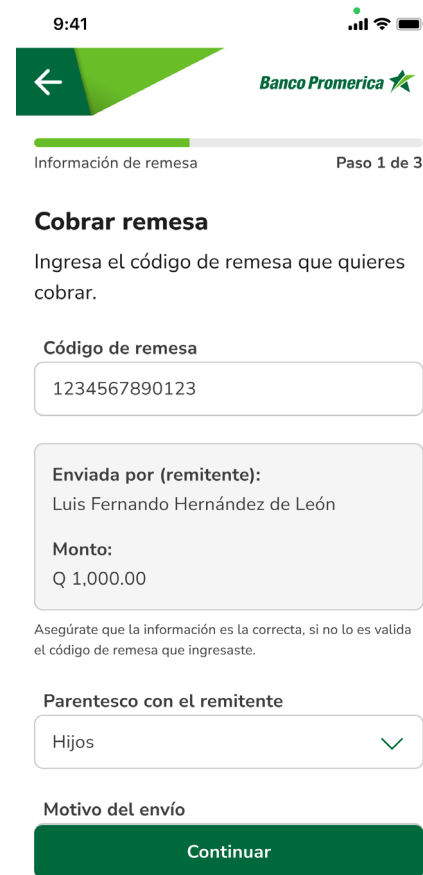 9:41
Banco Promerica
Información de remesa
Paso 1 de 3
Cobrar remesa
Ingresa el código de remesa que quieres
cobrar.
Código de remesa
1234567890123
Enviada por (remitente):
Luis Fernando Hernández de León
Monto:
Q 1,000.00
Asegúrate que la información es la correcta, si no lo es valida
el código de remesa que ingresaste.
Parentesco con el remitente
Hijos
Motivo del envío
Continuar